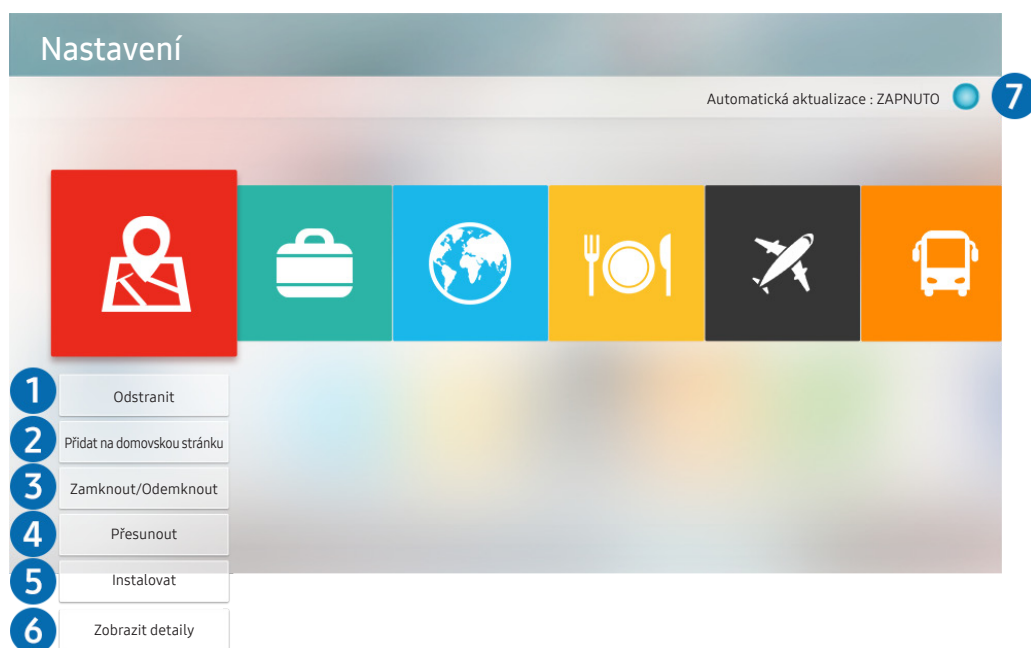 Nastavení
Automatická aktualizace : ZAPNUTO
7
1
Odstranit
2
Přidat na domovskou stránku
3
Zamknout/Odemknout
4
Přesunout
5
Instalovat
6
Zobrazit detaily